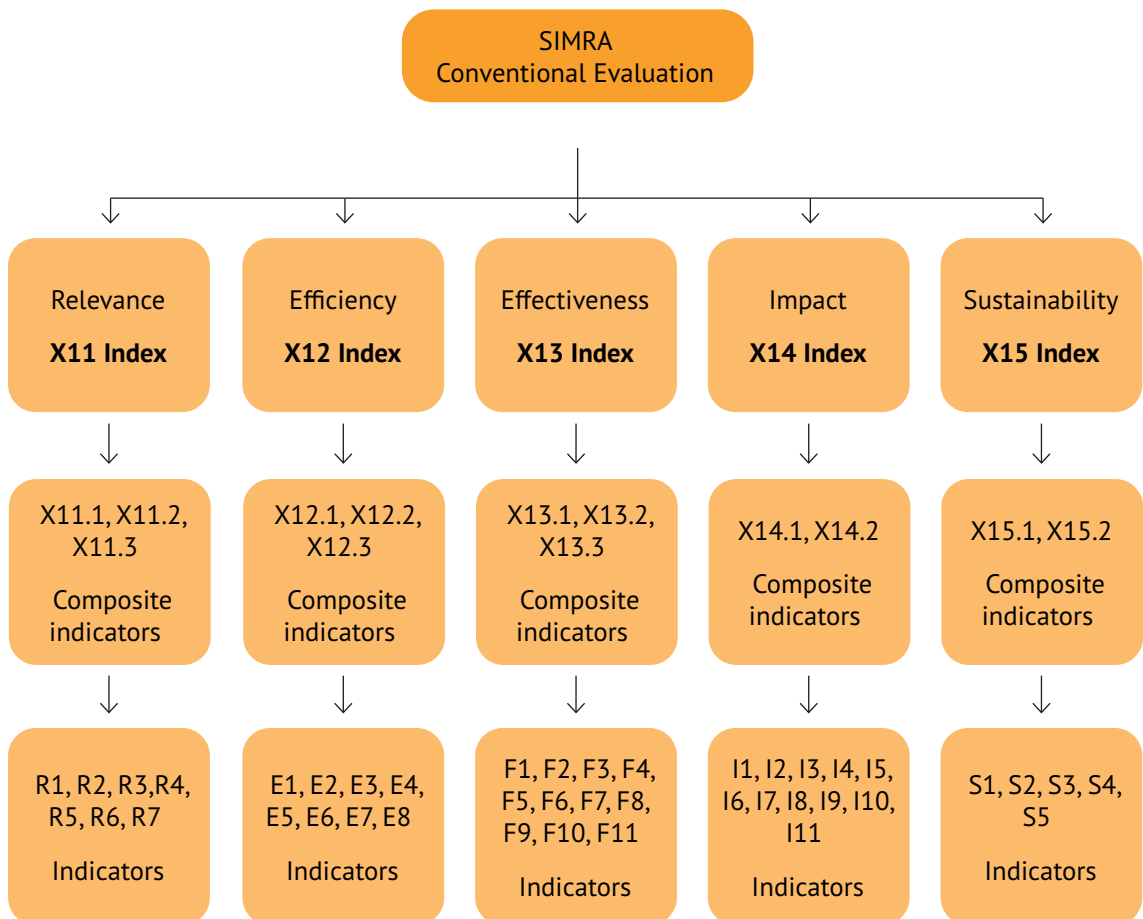 SIMRA
Conventional Evaluation
Relevance
X11 Index
Efficiency
X12 Index
Effectiveness
X13 Index
Impact
X14 Index
Sustainability
X15 Index
X11.1, X11.2,
X11.3
Composite
indicators
X12.1, X12.2,
X12.3
Composite
indicators
X13.1, X13.2,
X13.3
Composite
indicators
X14.1, X14.2
Composite
indicators
X15.1, X15.2
Composite
indicators
R1, R2, R3,R4,
R5, R6, R7
Indicators
E1, E2, E3, E4,
E5, E6, E7, E8
Indicators
F1, F2, F3, F4,
F5, F6, F7, F8,
F9, F10, F11
Indicators
I1, I2, I3, I4, I5,
I6, I7, I8, I9, I10,
I11
Indicators
S1, S2, S3, S4,
S5
Indicators